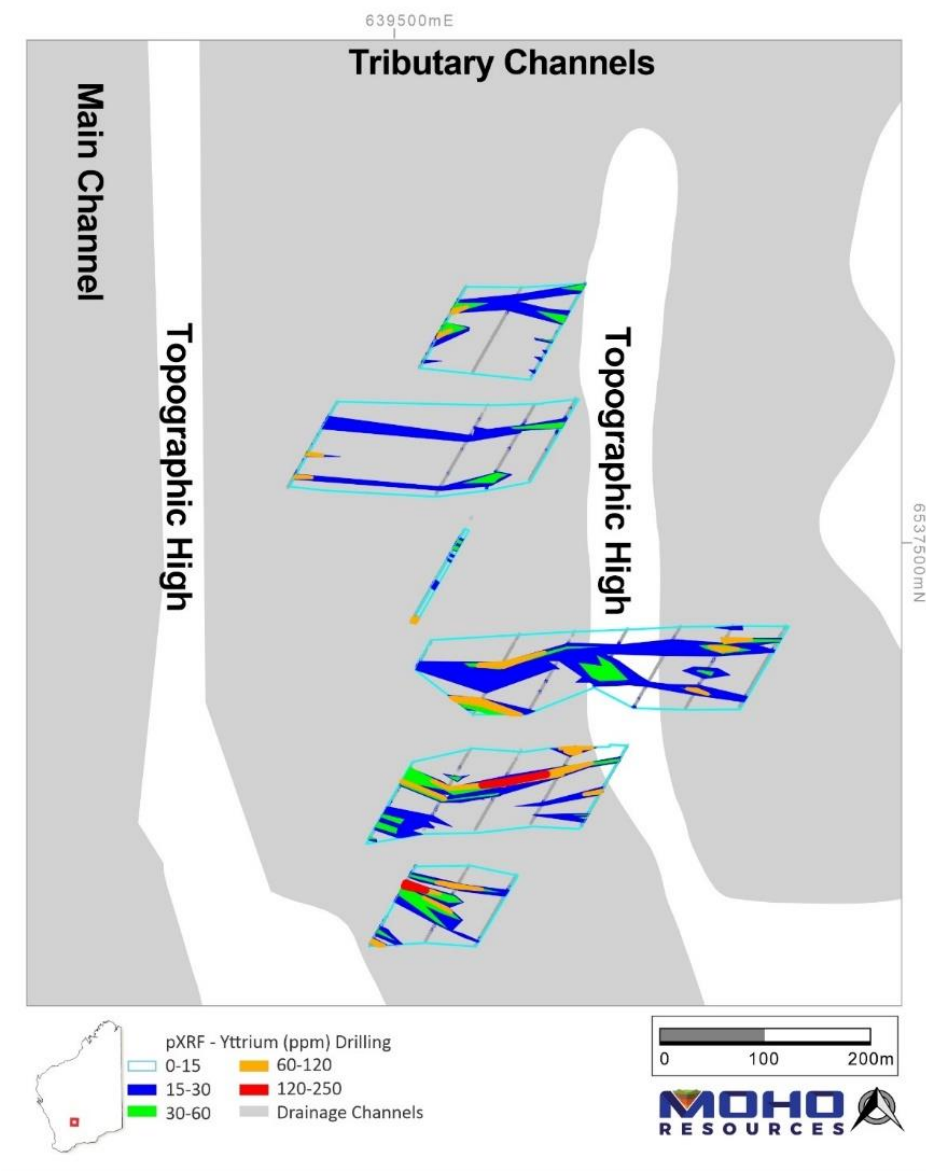 639500mE
Tributary Channels
Main Channel
Topographic High
Topographic High
6537500mN
pXRF - Yttrium (ppm) Drilling
0-15
60-120
15-30
120-250
30-60
Drainage Channels
0 100 200m
MOHO
RESOURCES